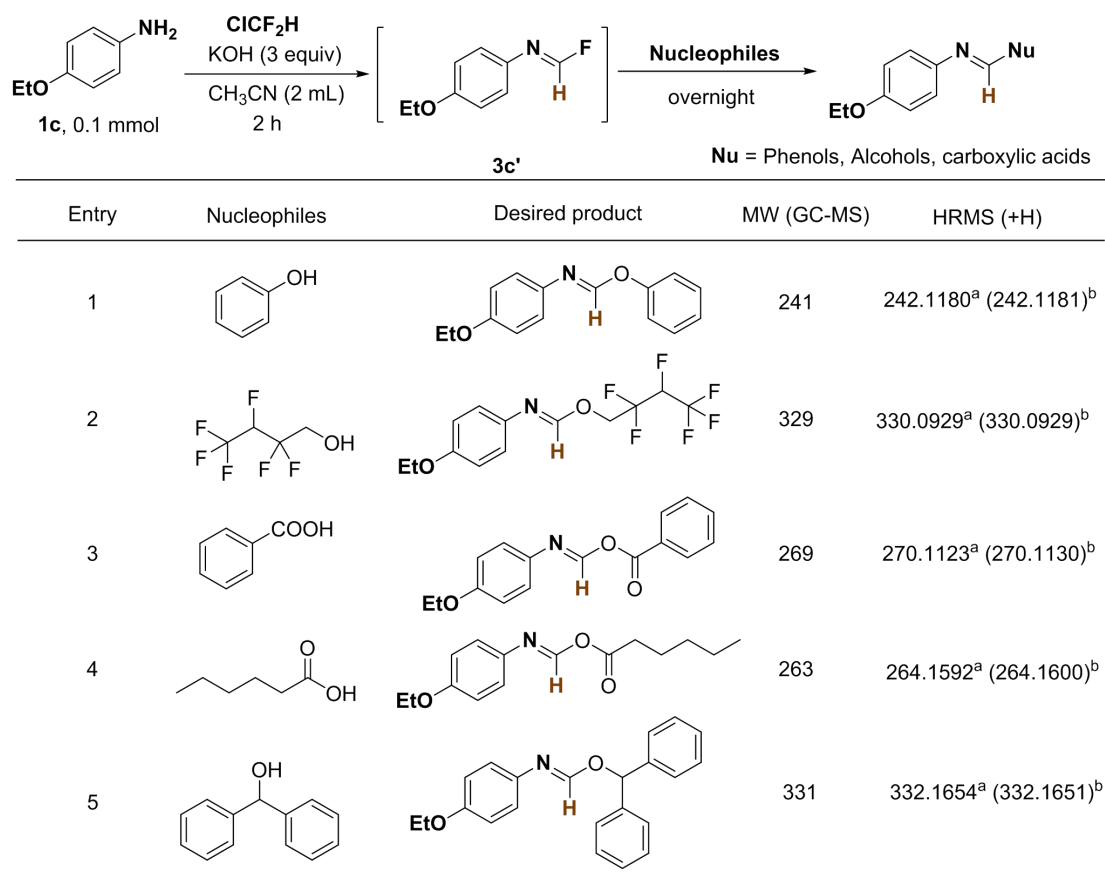 NH2
EtO
1c, 0.1 mmol
ClCF2H
KOH (3 equiv)
CH3CN (2 mL)
2 h
N
F
H
EtO
3c'
Nucleophiles
overnight
N
Nu
H
EtO
Nu = Phenols, Alcohols, carboxylic acids
Entry Nucleophiles Desired product MW (GC-MS) HRMS (+H)
1
OH
N
O
H
EtO
241
242.1180a (242.1181)b
2
F
F
F
F
F
F
OH
N
O
F
F
F
F
F
F
H
EtO
329
330.0929a (330.0929)b
3
COOH
N
O
O
H
EtO
269
270.1123a (270.1130)b
4
O
OH
N
O
O
H
EtO
263
264.1592a (264.1600)b
5
OH
N
O
H
EtO
331
332.1654a (332.1651)b